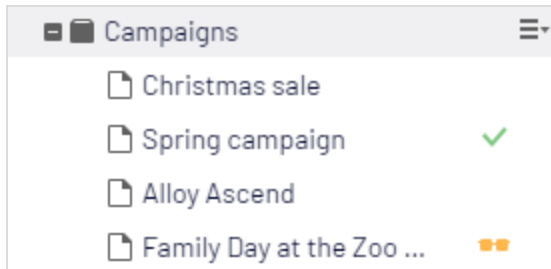 Campaigns
Christmas sale
Spring campaign
Alloy Ascend
Family Day at the Zoo ...